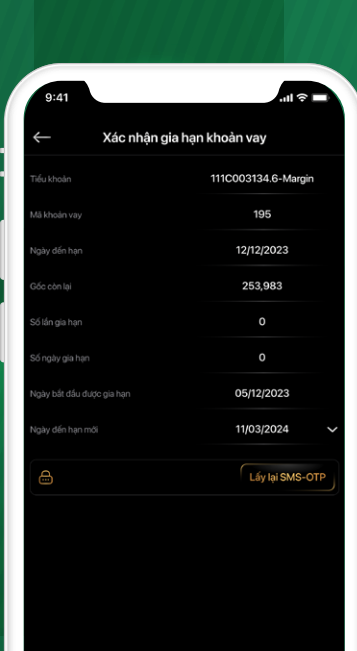 9:41
Xác nhận gia hạn khoản vay
Tiểu khoản 111C003134.6-Margin
Mã khoản vay 195
Ngày đến hạn 12/12/2023
Gốc còn lại 253,983
Số lần gia hạn 0
Số ngày gia hạn 0
Ngày bắt đầu được gia hạn 05/12/2023
Ngày đến hạn mới 11/03/2024
Lấy lại SMS-OTP